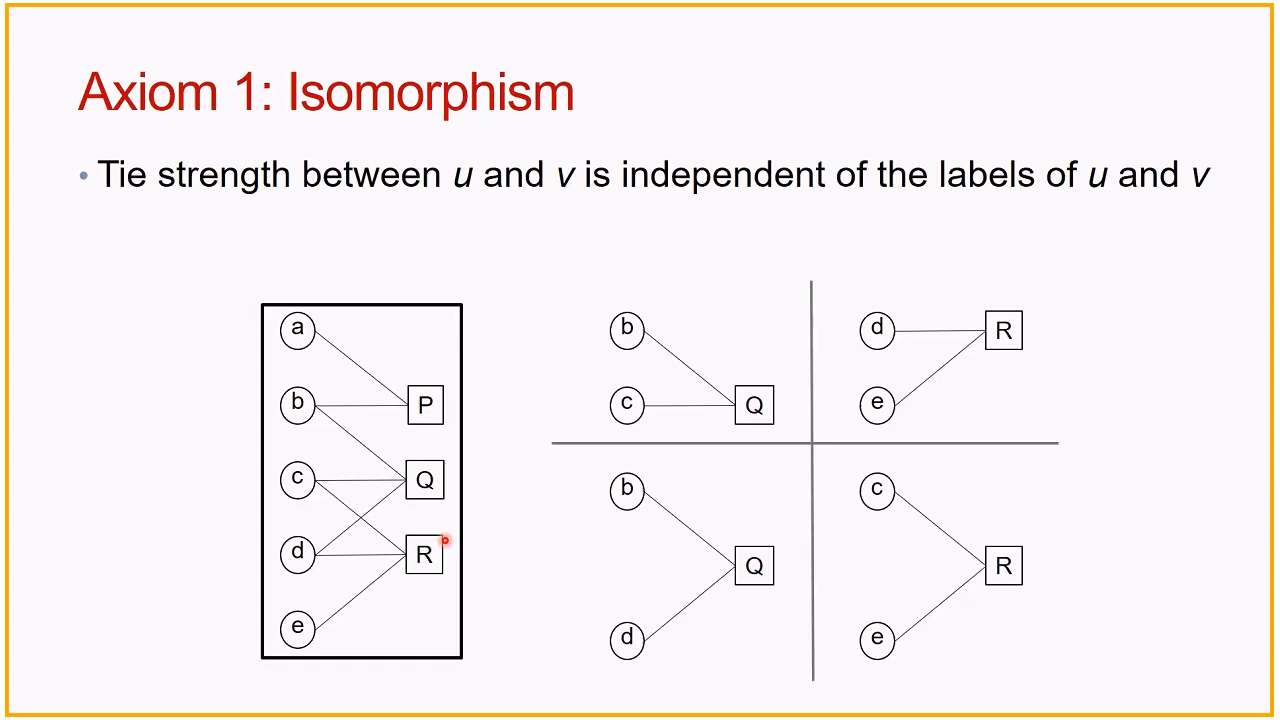 Axiom 1: Isomorphism
• Tie strength between u and v is independent of the labels of u and v
a
b
P
c
Q
d
R
e
b
c
Q
d
R
e
b
Q
d
c
R
e